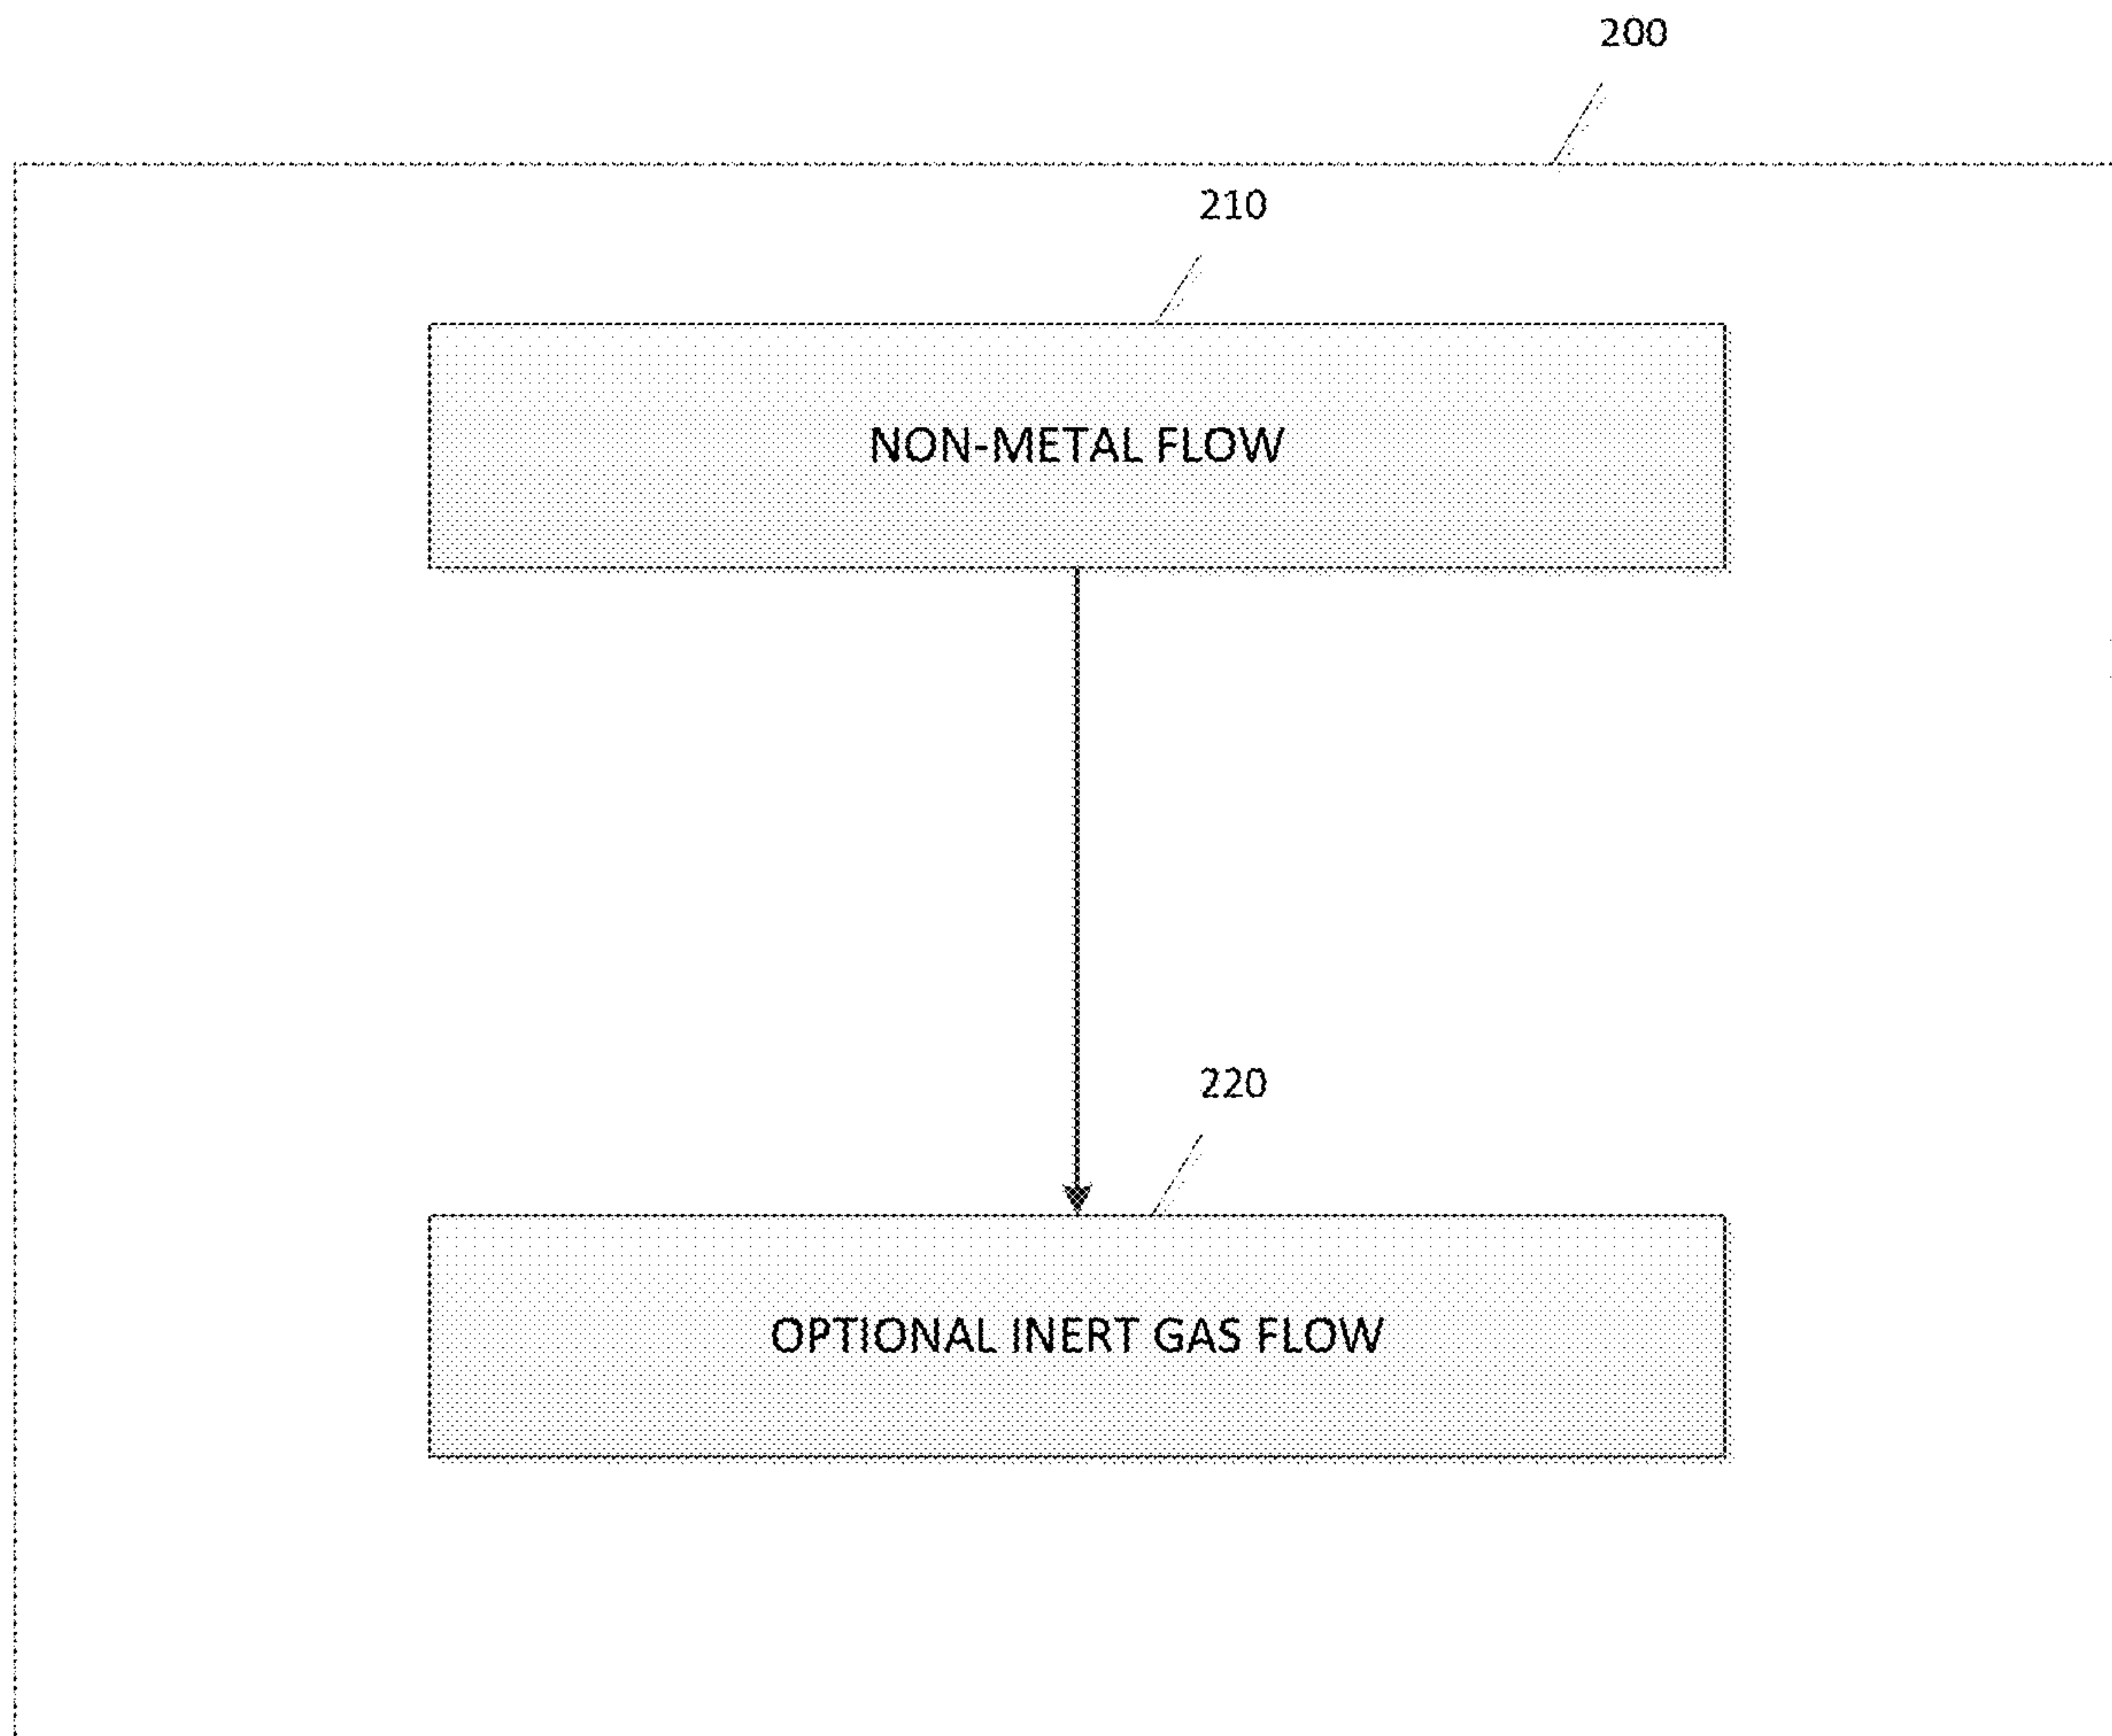 200
210
NON-METAL FLOW
220
OPTIONAL INERT GAS FLOW